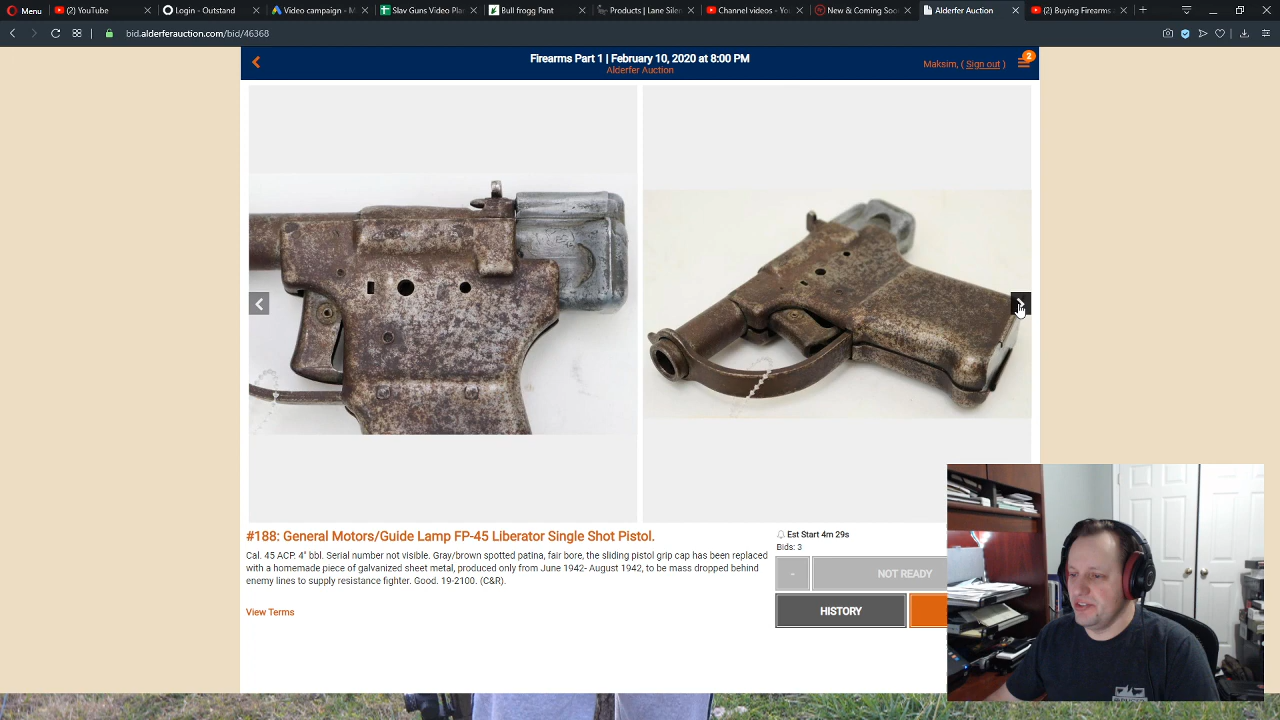 Menu
(2) YouTube
Login - Outstand
Video campaign - M
Slav Guns Video Plan
Bull frogg Pant
Products | Lane Silen
Channel videos - You
New & Coming Soo
Alderfer Auction
(2) Buying Firearms
bid.alderferauction.com/bid/46368
Firearms Part 1 | February 10, 2020 at 8:00 PM
Alderfer Auction
Maksim, ( Sign out )
2
#188: General Motors/Guide Lamp FP-45 Liberator Single Shot Pistol.
Cal. 45 ACP. 4" bbl. Serial number not visible. Gray/brown spotted patina, fair bore, the sliding pistol grip cap has been replaced
with a homemade piece of galvanized sheet metal, produced only from June 1942- August 1942, to be mass dropped behind
enemy lines to supply resistance fighter. Good. 19-2100. (C&R).
View Terms
Est Start 4m 29s
Bids: 3
-
NOT READY
HISTORY